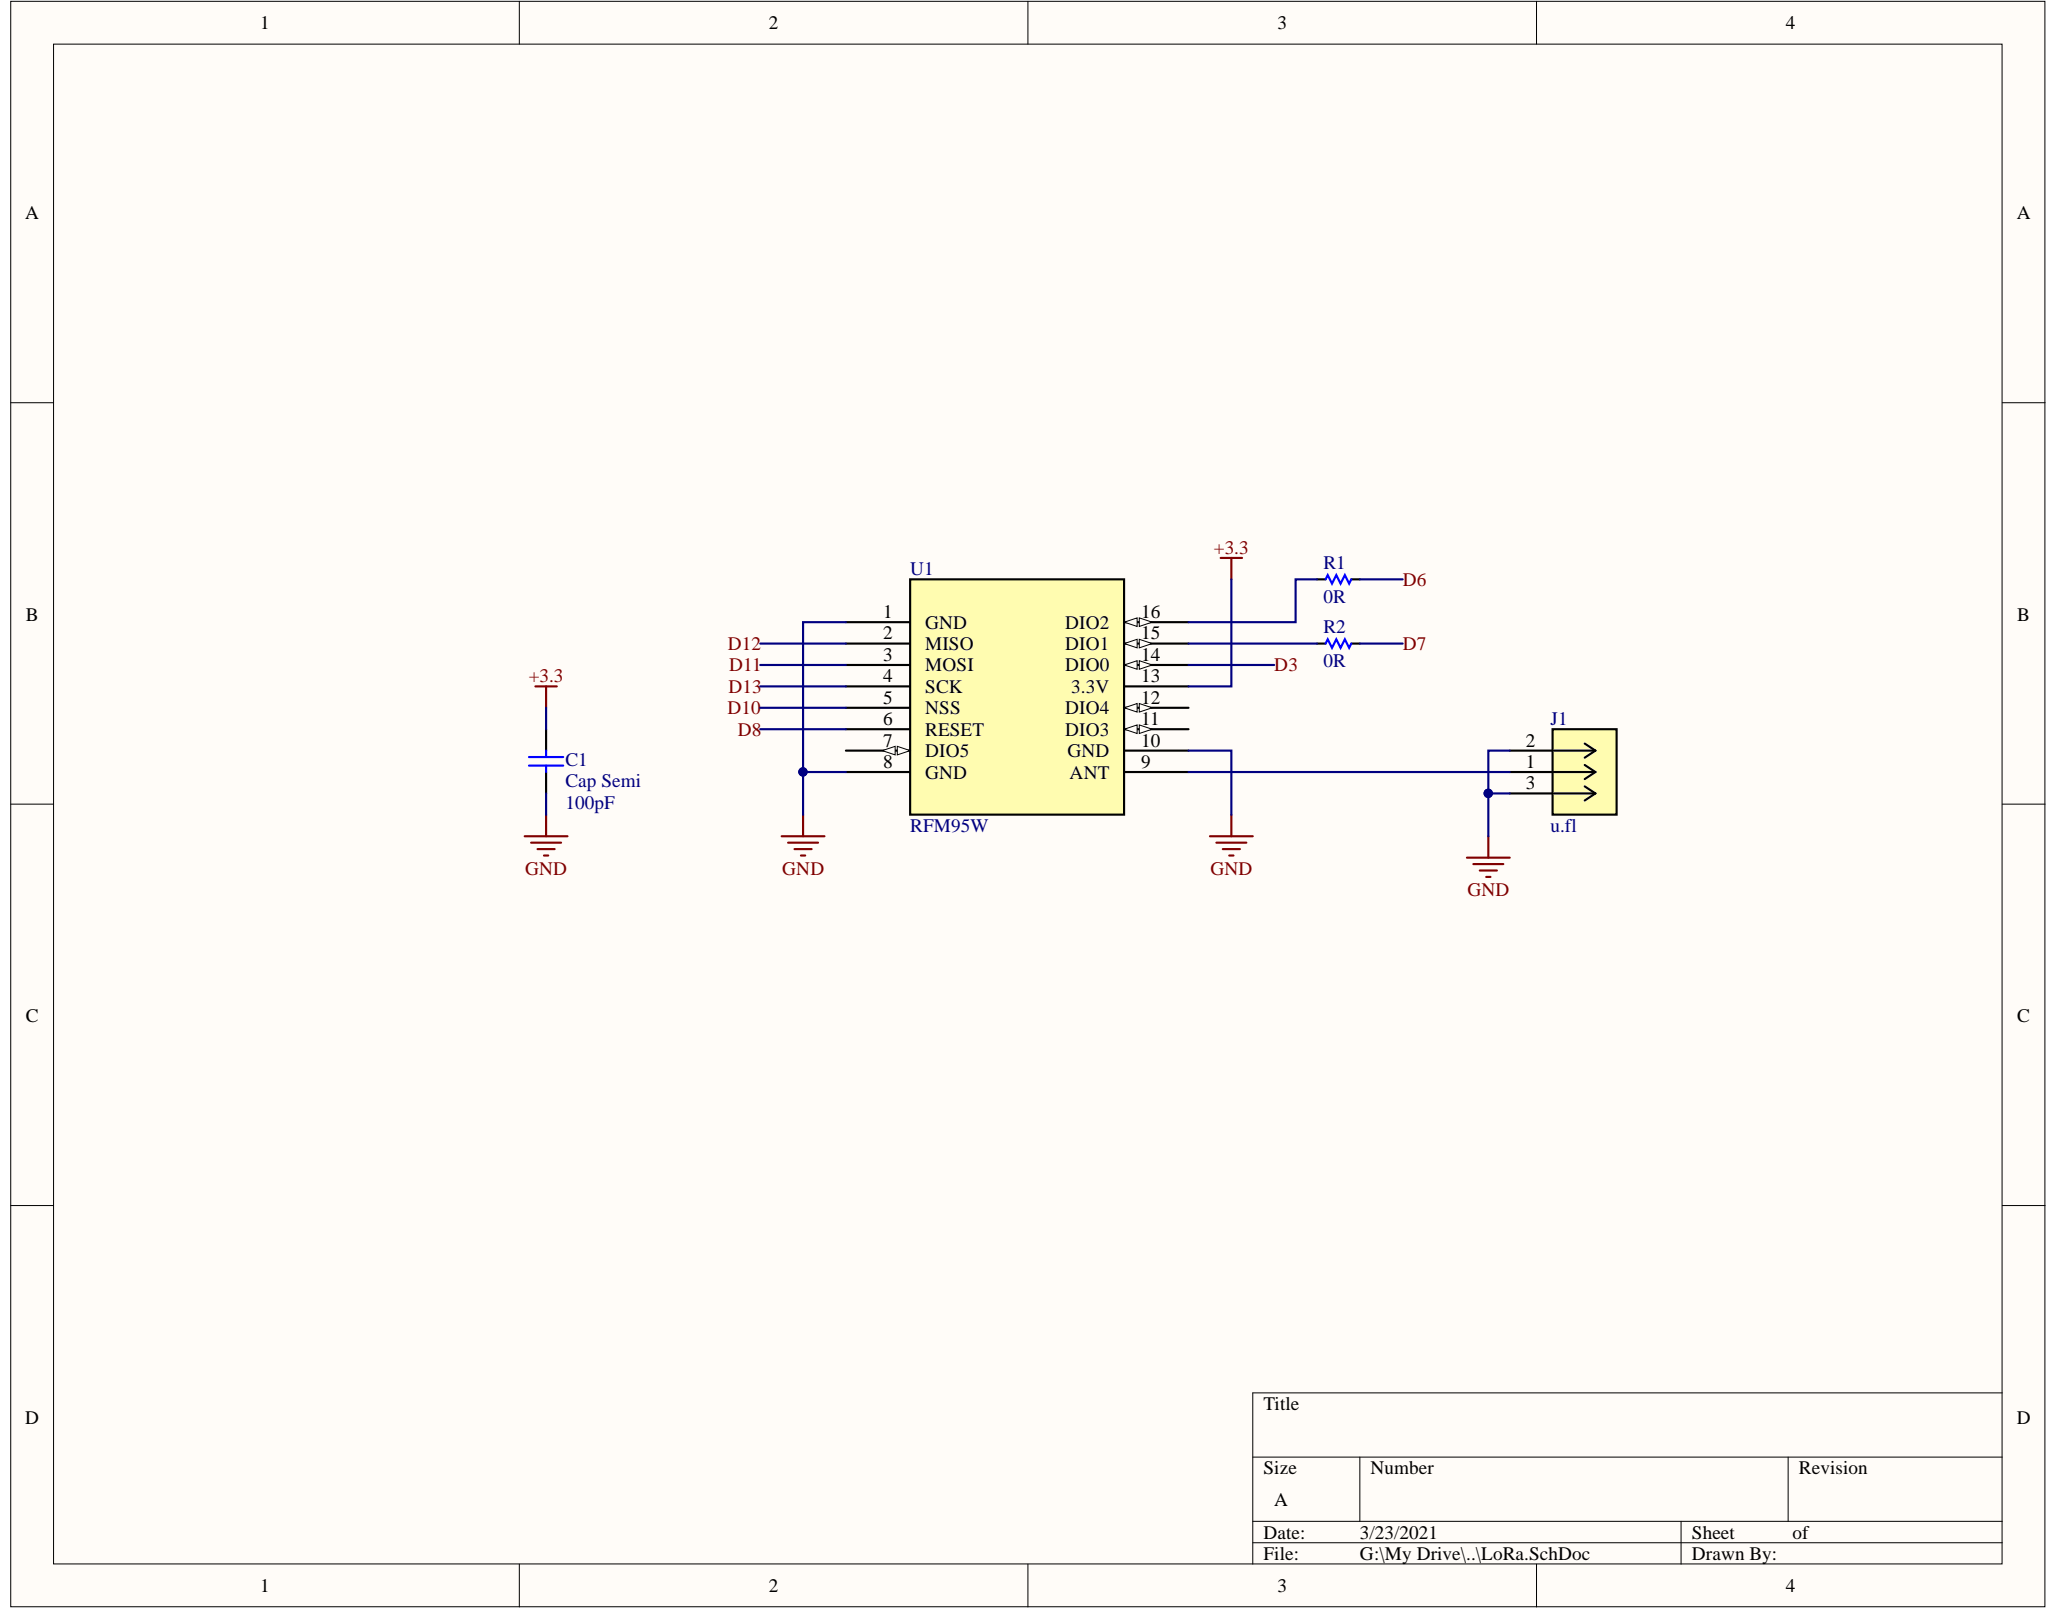 1 2 3 4
A A
+3.3
R1
U1
D6
0R
1 GND DIO2 16
R2
D12 2 MISO DIO1 15 D7
D11 3 MOSI DIO0 14 D3 0R
D13 4 SCK 3.3V 13
+3.3
D10 5 NSS DIO4 12
D8 6 RESET DIO3 11
7 DIO5 GND 10
8 GND ANT 9
RFM95W
J1
2
1
3
u.fl
C1
Cap Semi
100pF
GND GND GND GND
B B
C C
D D
Title
Size Number Revision
A
Date: 3/23/2021 Sheet of
File: G:\My Drive\..\LoRa.SchDoc Drawn By:
1 2 3 4